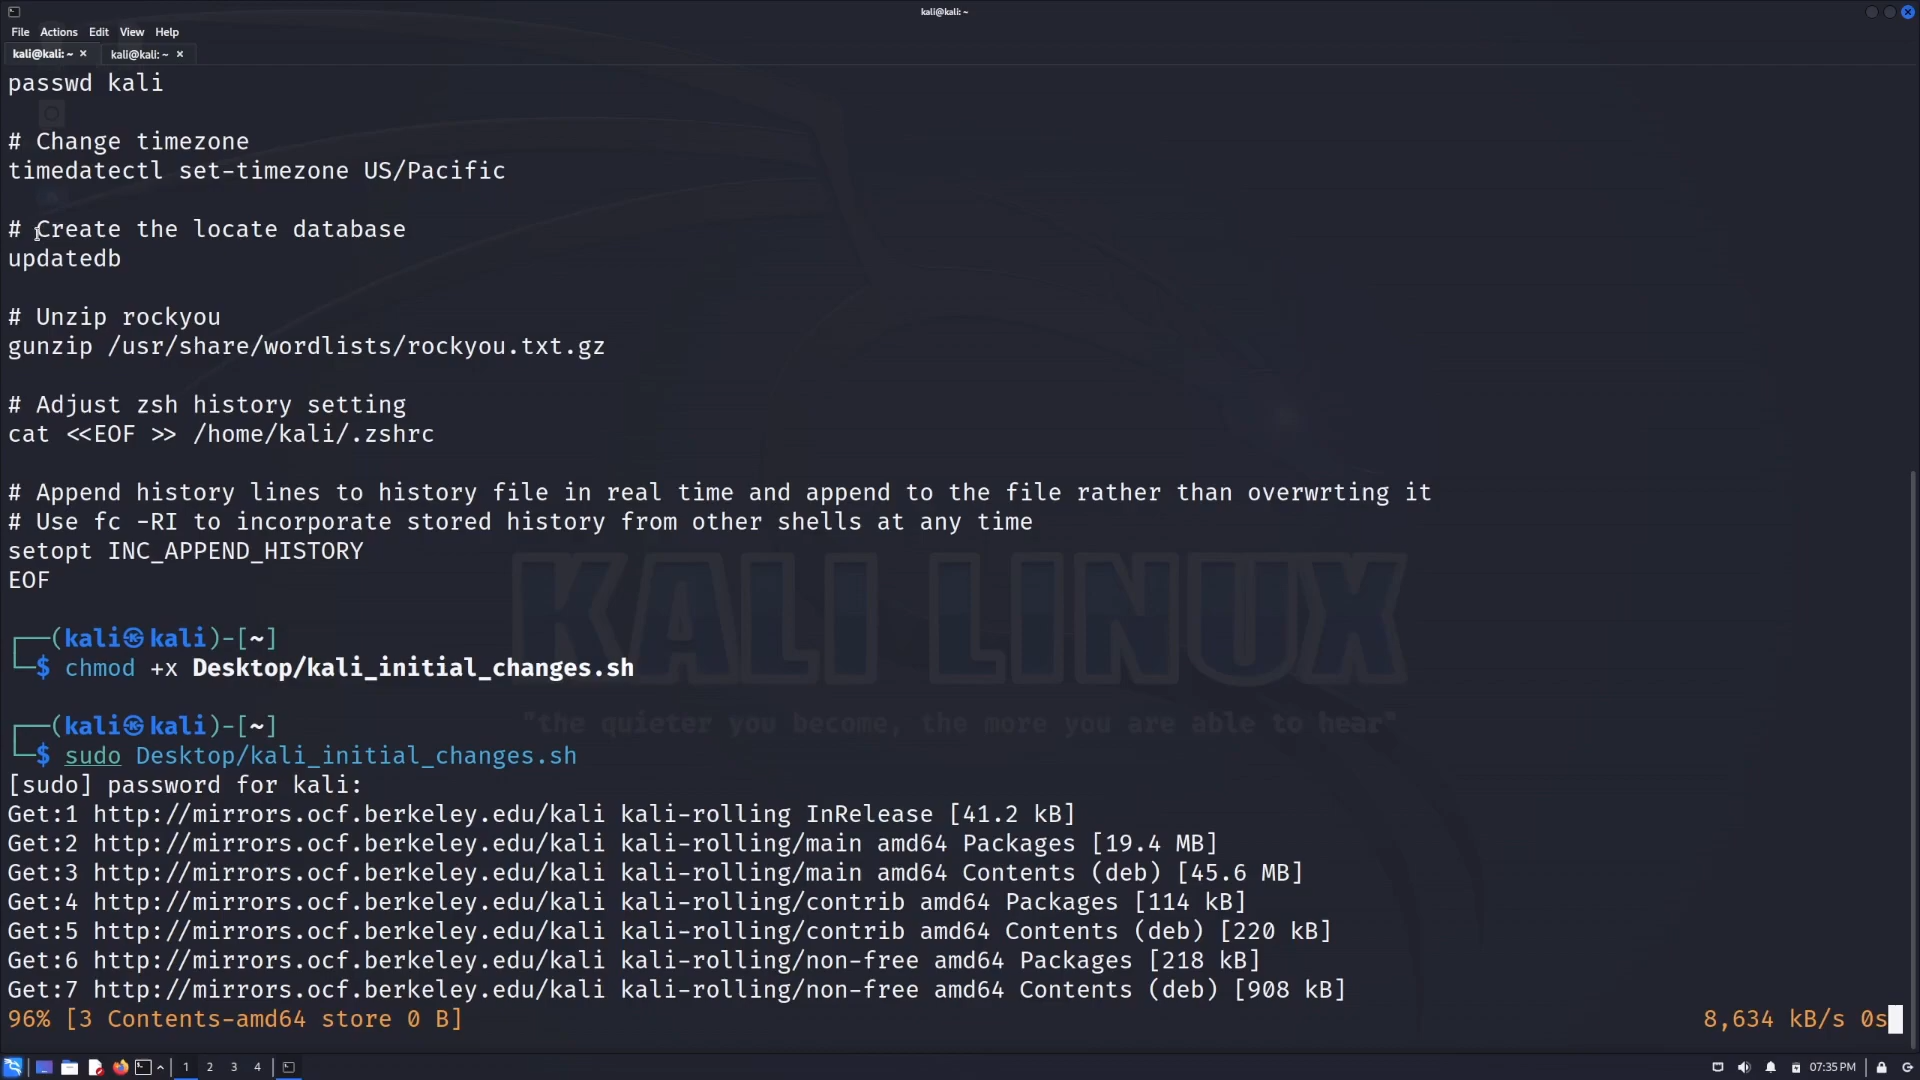 kali@kali: ~
File Actions Edit View Help
kali@kali: ~ × kali@kali: ~ ×
passwd kali
# Change timezone
timedatectl set-timezone US/Pacific
# Create the locate database
updatedb
# Unzip rockyou
gunzip /usr/share/wordlists/rockyou.txt.gz
# Adjust zsh history setting
cat <<EOF >> /home/kali/.zshrc
# Append history lines to history file in real time and append to the file rather than overwrting it
# Use fc -RI to incorporate stored history from other shells at any time
setopt INC_APPEND_HISTORY
EOF
KALI LINUX
"the quieter you become, the more you are able to hear"
┌──(kali㉿kali)-[~]
└─$ chmod +x Desktop/kali_initial_changes.sh
┌──(kali㉿kali)-[~]
└─$ sudo Desktop/kali_initial_changes.sh
[sudo] password for kali:
Get:1 http://mirrors.ocf.berkeley.edu/kali kali-rolling InRelease [41.2 kB]
Get:2 http://mirrors.ocf.berkeley.edu/kali kali-rolling/main amd64 Packages [19.4 MB]
Get:3 http://mirrors.ocf.berkeley.edu/kali kali-rolling/main amd64 Contents (deb) [45.6 MB]
Get:4 http://mirrors.ocf.berkeley.edu/kali kali-rolling/contrib amd64 Packages [114 kB]
Get:5 http://mirrors.ocf.berkeley.edu/kali kali-rolling/contrib amd64 Contents (deb) [220 kB]
Get:6 http://mirrors.ocf.berkeley.edu/kali kali-rolling/non-free amd64 Packages [218 kB]
Get:7 http://mirrors.ocf.berkeley.edu/kali kali-rolling/non-free amd64 Contents (deb) [908 kB]
96% [3 Contents-amd64 store 0 B] 8,634 kB/s 0s
1 2 3 4 07:35 PM